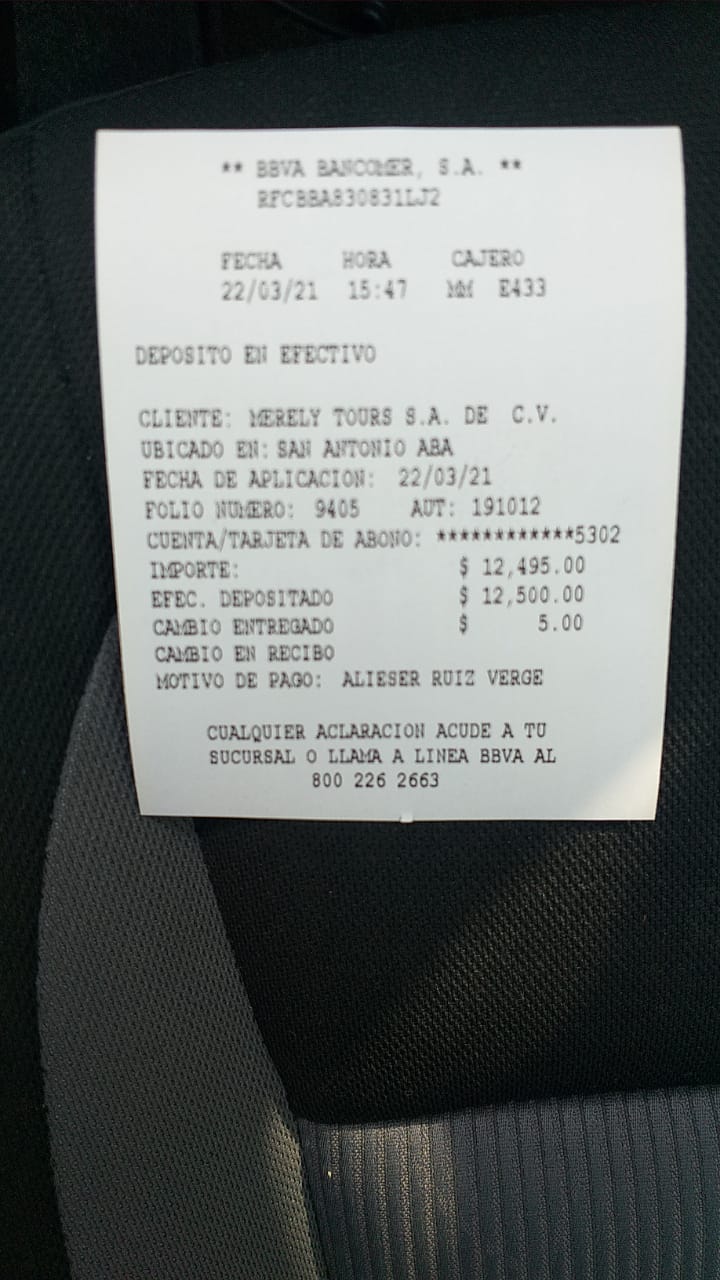 ** BBVA BANCOMER, S.A. **
RFCBBA830831LJ2
FECHA HORA CAJERO
22/03/21 15:47 MM E433
DEPOSITO EN EFECTIVO
CLIENTE: MERELY TOURS S.A. DE C.V.
UBICADO EN: SAN ANTONIO ABA
FECHA DE APLICACION: 22/03/21
FOLIO NUMERO: 9405 AUT: 191012
CUENTA/TARJETA DE ABONO: ************5302
IMPORTE: $ 12,495.00
EFEC. DEPOSITADO $ 12,500.00
CAMBIO ENTREGADO $ 5.00
CAMBIO EN RECIBO
MOTIVO DE PAGO: ALIESER RUIZ VERGE
CUALQUIER ACLARACION ACUDE A TU
SUCURSAL O LLAMA A LINEA BBVA AL
800 226 2663